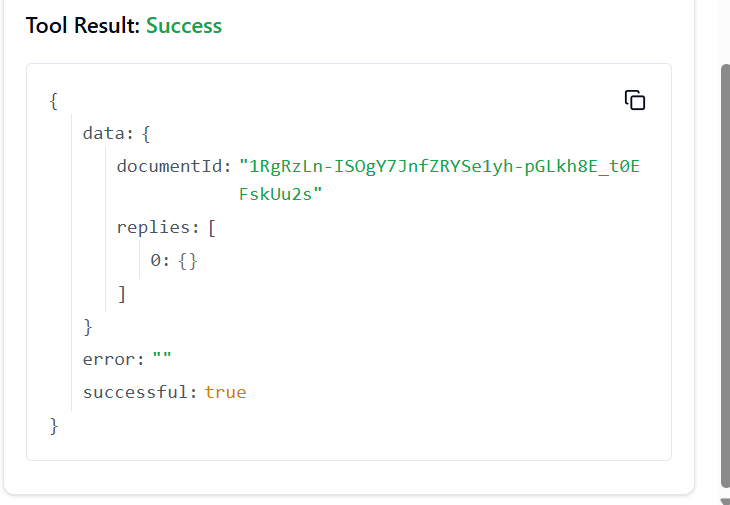 Tool Result: Success
{
data: {
documentId: "1RgRzLn-ISOgY7JnfZRYSe1yh-pGLkh8E_t0E
FskUu2s"
replies: [
0: {}
]
}
error: ""
successful: true
}